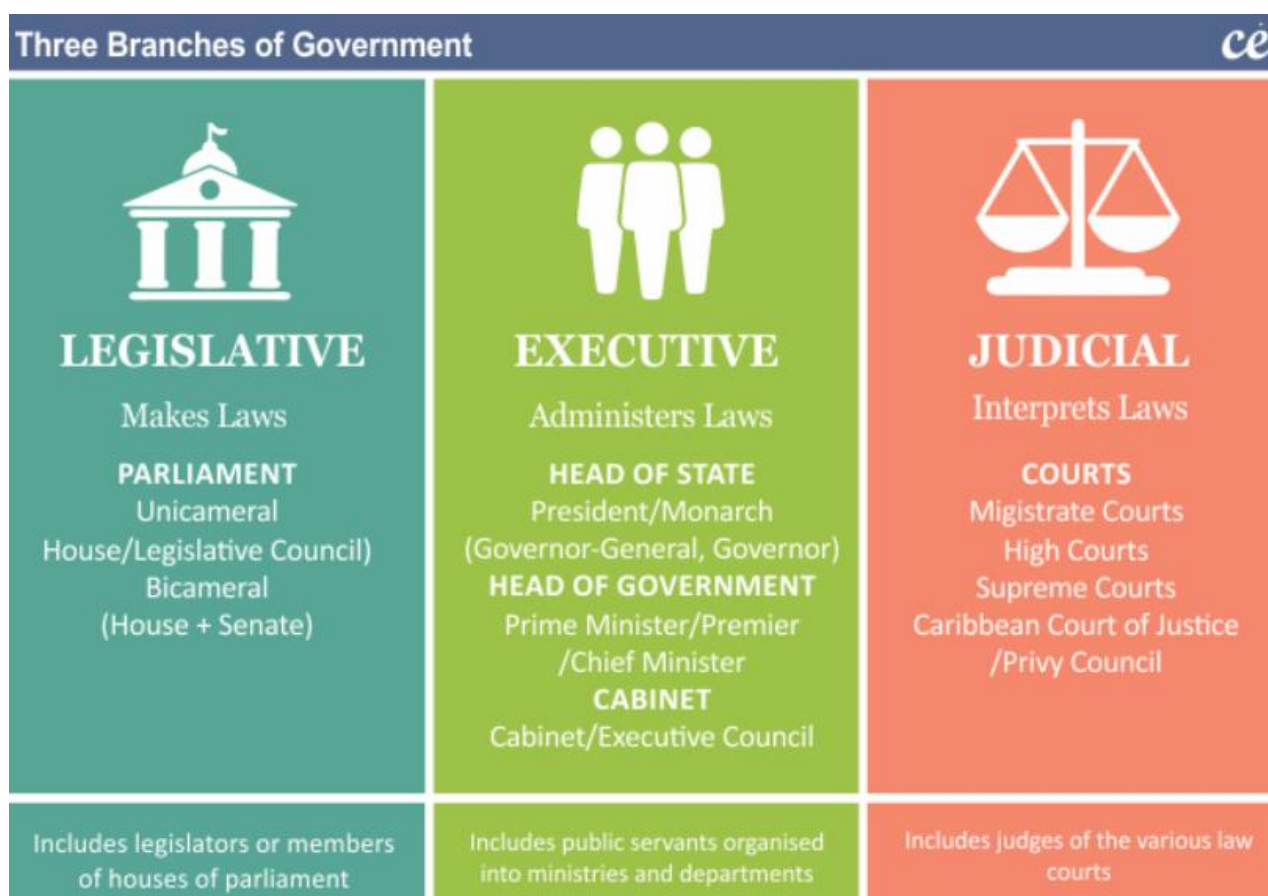 Three Branches of Government
cė
LEGISLATIVE
Makes Laws
PARLIAMENT
Unicameral
House/Legislative Council)
Bicameral
(House + Senate)
Includes legislators or members
of houses of parliament
EXECUTIVE
Administers Laws
HEAD OF STATE
President/Monarch
(Governor-General, Governor)
HEAD OF GOVERNMENT
Prime Minister/Premier
/Chief Minister
CABINET
Cabinet/Executive Council
Includes public servants organised
into ministries and departments
JUDICIAL
Interprets Laws
COURTS
Migistrate Courts
High Courts
Supreme Courts
Caribbean Court of Justice
/Privy Council
Includes judges of the various law
courts